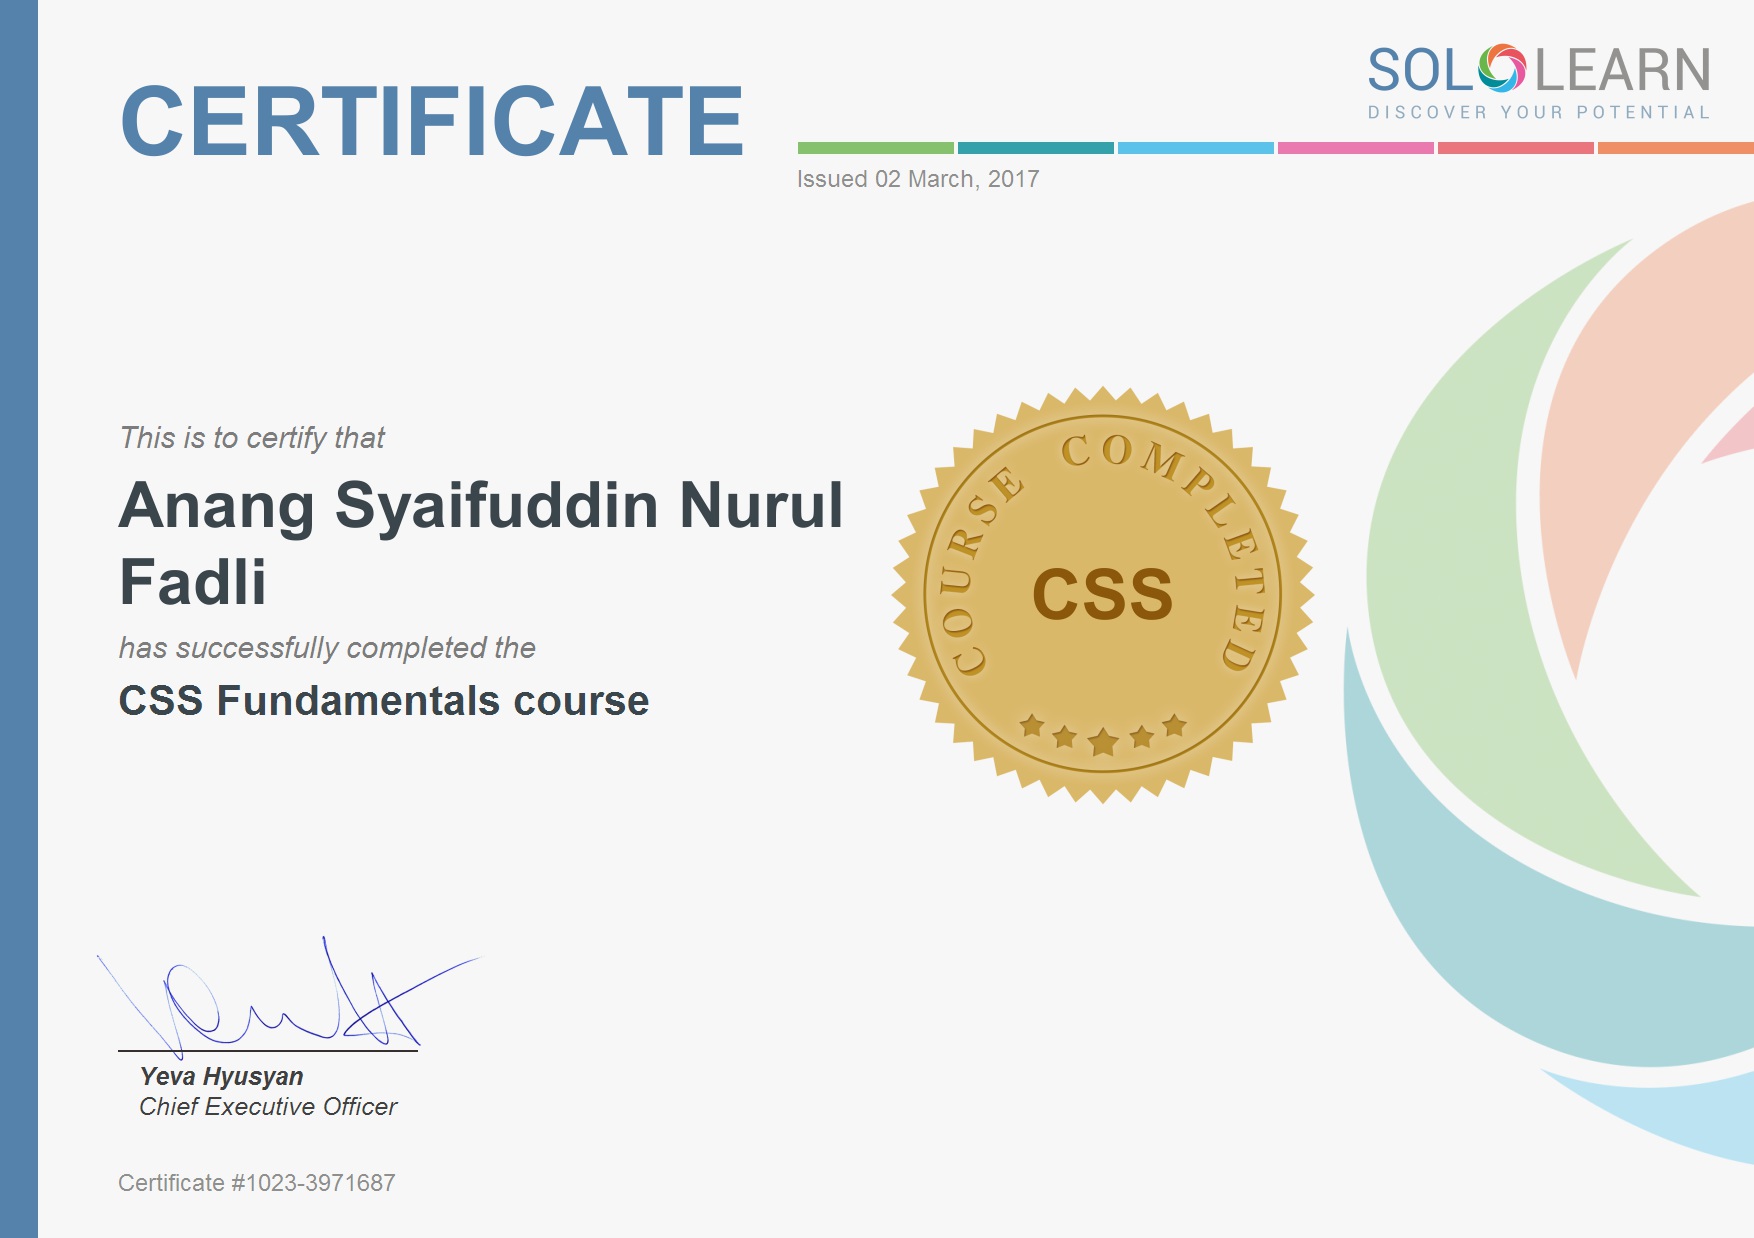 SOLOLEARN
DISCOVER YOUR POTENTIAL
CERTIFICATE
Issued 02 March, 2017
This is to certify that
Anang Syaifuddin Nurul
Fadli
has successfully completed the
CSS Fundamentals course
COURSE COMPLETED
CSS
Yeva Hyusyan
Chief Executive Officer
Certificate #1023-3971687